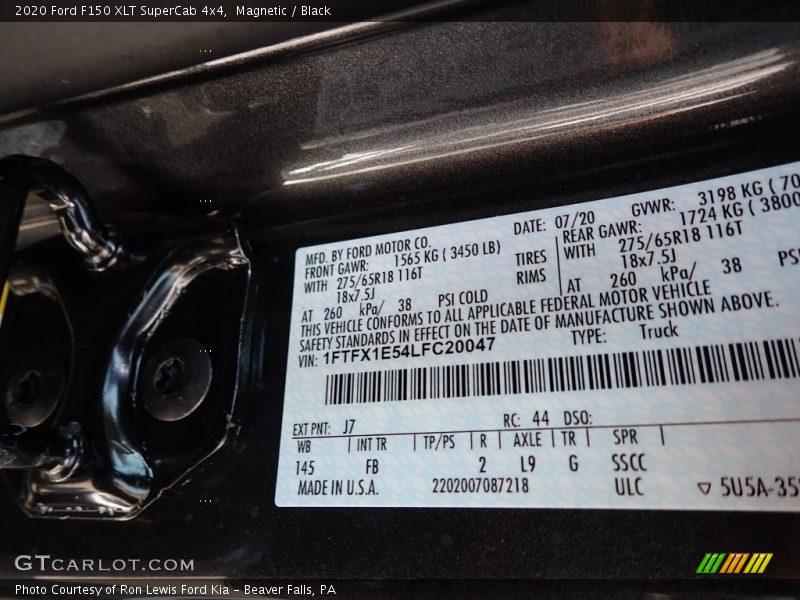 2020 Ford F150 XLT SuperCab 4x4, Magnetic / Black
MFD. BY FORD MOTOR CO. DATE: 07/20 GVWR: 3198 KG ( 70
FRONT GAWR: 1565 KG ( 3450 LB) REAR GAWR: 1724 KG ( 3800
WITH 275/65R18 116T TIRES WITH 275/65R18 116T
18x7.5J RIMS 18x7.5J
AT 260 kPa/ 38 PSI COLD AT 260 kPa/ 38 PSI
THIS VEHICLE CONFORMS TO ALL APPLICABLE FEDERAL MOTOR VEHICLE
SAFETY STANDARDS IN EFFECT ON THE DATE OF MANUFACTURE SHOWN ABOVE.
VIN: 1FTFX1E54LFC20047 TYPE: Truck
EXT PNT: J7 RC: 44 DSO:
WB INT TR TP/PS R AXLE TR SPR
145 FB 2 L9 G SSCC
MADE IN U.S.A. 2202007087218 ULC 5U5A-35
GTCARLOT.COM
Photo Courtesy of Ron Lewis Ford Kia - Beaver Falls, PA